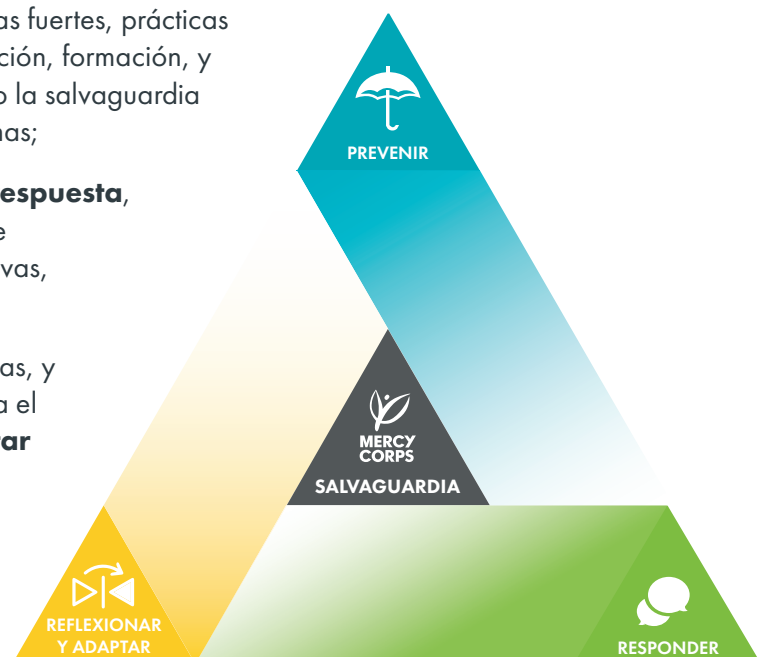 as fuertes, prácticas
ción, formación, y
o la salvaguardia
nas;
espuesta,
e
vas,
as, y
a el
ar
PREVENIR
MERCY
CORPS
SALVAGUARDIA
REFLEXIONAR
Y ADAPTAR
RESPONDER